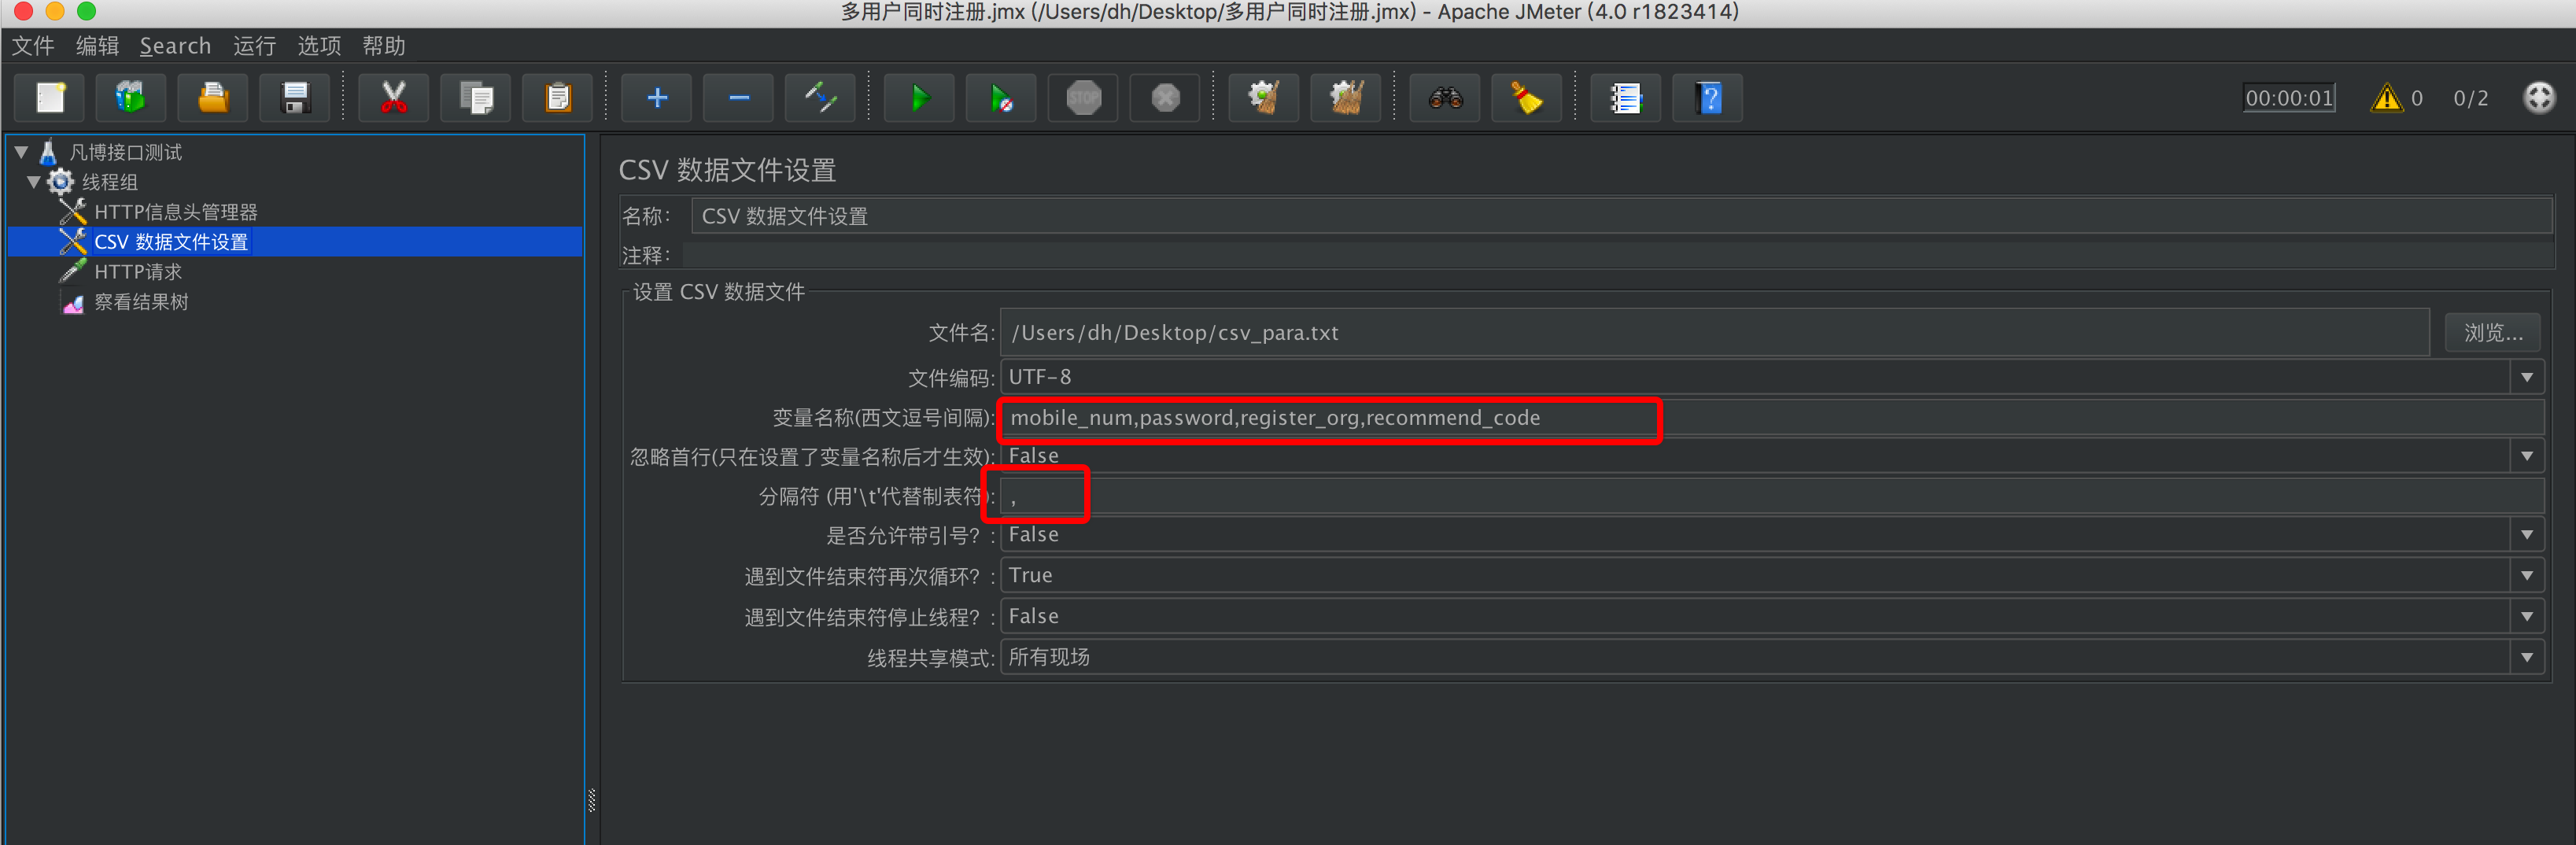 多用户同时注册.jmx (/Users/dh/Desktop/多用户同时注册.jmx) - Apache JMeter (4.0 r1823414)
文件 编辑 Search 运行 选项 帮助
STOP
00:00:01 0 0/2
凡博接口测试
线程组
HTTP信息头管理器
CSV 数据文件设置
HTTP请求
察看结果树
CSV 数据文件设置
名称： CSV 数据文件设置
注释：
设置 CSV 数据文件
文件名: /Users/dh/Desktop/csv_para.txt 浏览...
文件编码: UTF-8
变量名称(西文逗号间隔): mobile_num,password,register_org,recommend_code
忽略首行(只在设置了变量名称后才生效): False
分隔符 (用'\t'代替制表符): ,
是否允许带引号? : False
遇到文件结束符再次循环? : True
遇到文件结束符停止线程? : False
线程共享模式: 所有现场